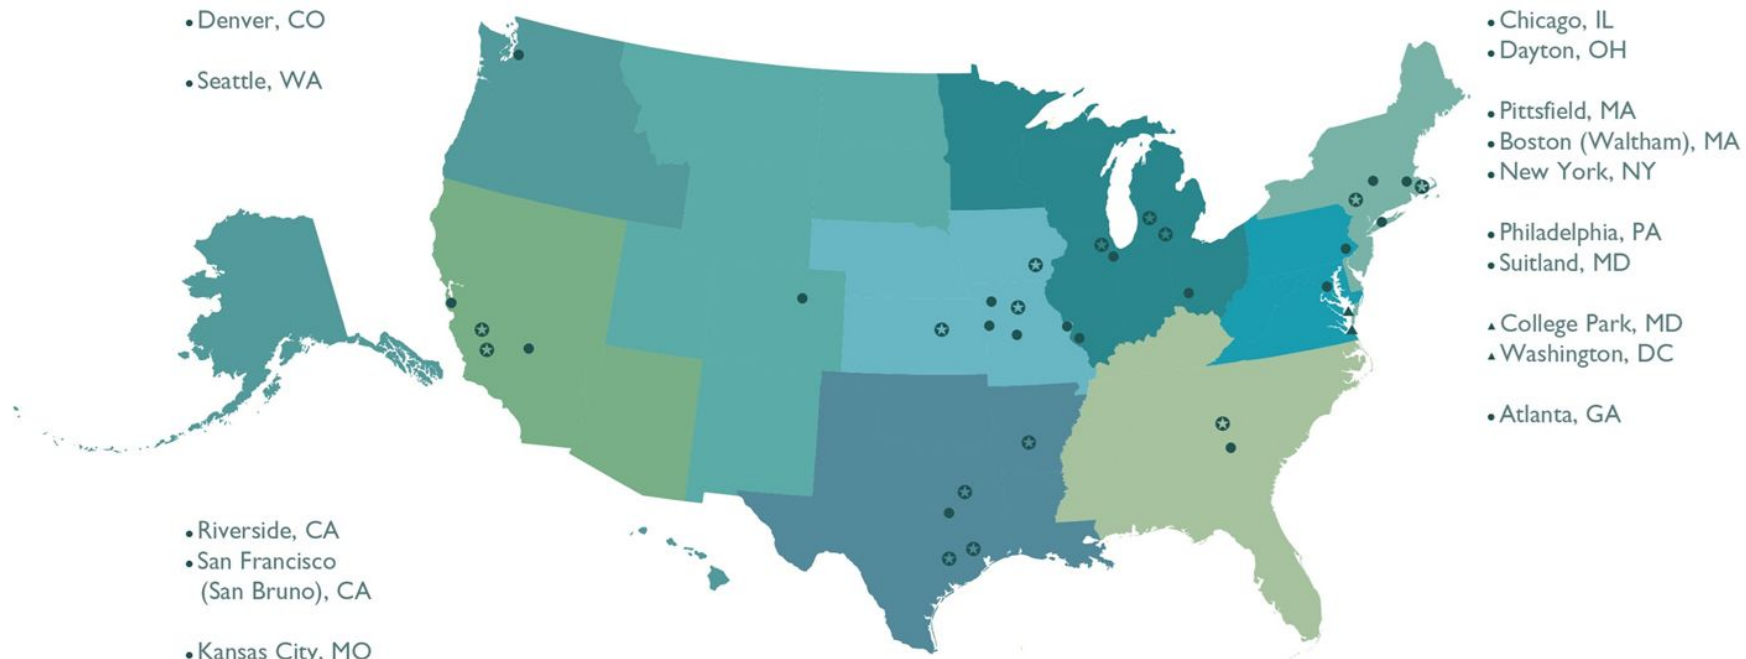 • Denver, CO
• Seattle, WA
• Riverside, CA
• San Francisco
(San Bruno), CA
• Kansas City, MO
• Chicago, IL
• Dayton, OH
• Pittsfield, MA
• Boston (Waltham), MA
• New York, NY
• Philadelphia, PA
• Suitland, MD
▲ College Park, MD
▲ Washington, DC
• Atlanta, GA